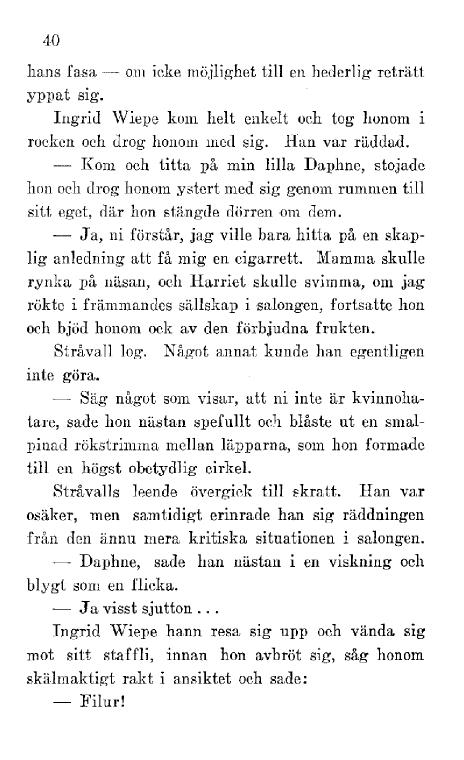 40
hans fasa — om icke möjlighet till en hederlig reträtt
yppat sig.
Ingrid Wiepe kom helt enkelt och tog honom i
rocken och drog honom med sig. Han var räddad.
— Kom och titta på min lilla Daphne, stojade
hon och drog honom ystert med sig genom rummen till
sitt eget, där hon stängde dörren om dem.
— Ja, ni förstår, jag ville bara hitta på en skap-
lig anledning att få mig en cigarrett. Mamma skulle
rynka på näsan, och Harriet skulle svimma, om jag
rökte i främmandes sällskap i salongen, fortsatte hon
och bjöd honom ock av den förbjudna frukten.
Stråvall log. Något annat kunde han egentligen
inte göra.
— Säg något som visar, att ni inte är kvinnoha-
tare, sade hon nästan spefullt och blåste ut en smal-
pinad rökstrimma mellan läpparna, som hon formade
till en högst obetydlig cirkel.
Stråvalls leende övergick till skratt. Han var
osäker, men samtidigt erinrade han sig räddningen
från den ännu mera kritiska situationen i salongen.
— Daphne, sade han nästan i en viskning och
blygt som en flicka.
— Ja visst sjutton . . .
Ingrid Wiepe hann resa sig upp och vända sig
mot sitt staffli, innan hon avbröt sig, såg honom
skälmaktigt rakt i ansiktet och sade:
— Filur!